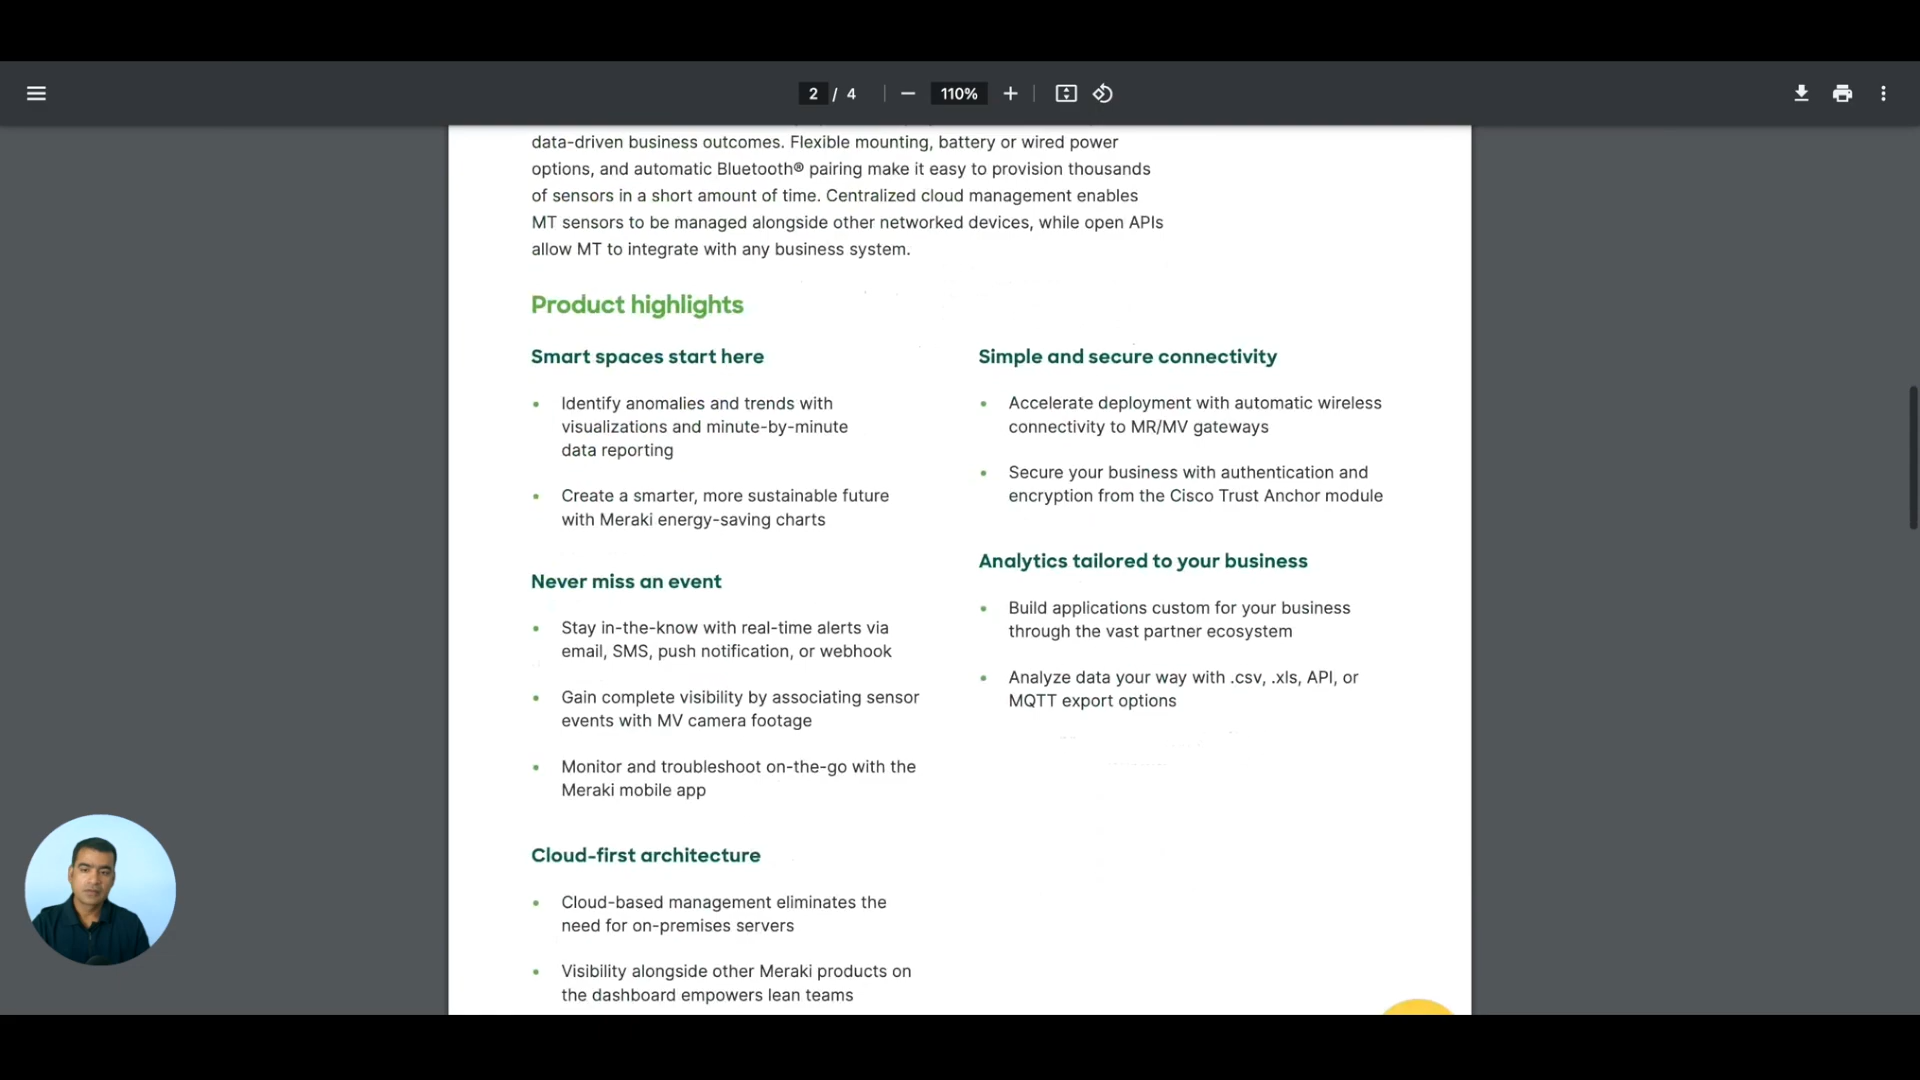 2 / 4
110%
data-driven business outcomes. Flexible mounting, battery or wired power
options, and automatic Bluetooth® pairing make it easy to provision thousands
of sensors in a short amount of time. Centralized cloud management enables
MT sensors to be managed alongside other networked devices, while open APIs
allow MT to integrate with any business system.
Product highlights
Smart spaces start here
Identify anomalies and trends with
visualizations and minute-by-minute
data reporting
Create a smarter, more sustainable future
with Meraki energy-saving charts
Never miss an event
Stay in-the-know with real-time alerts via
email, SMS, push notification, or webhook
Gain complete visibility by associating sensor
events with MV camera footage
Monitor and troubleshoot on-the-go with the
Meraki mobile app
Cloud-first architecture
Cloud-based management eliminates the
need for on-premises servers
Visibility alongside other Meraki products on
the dashboard empowers lean teams
Simple and secure connectivity
Accelerate deployment with automatic wireless
connectivity to MR/MV gateways
Secure your business with authentication and
encryption from the Cisco Trust Anchor module
Analytics tailored to your business
Build applications custom for your business
through the vast partner ecosystem
Analyze data your way with .csv, .xls, API, or
MQTT export options